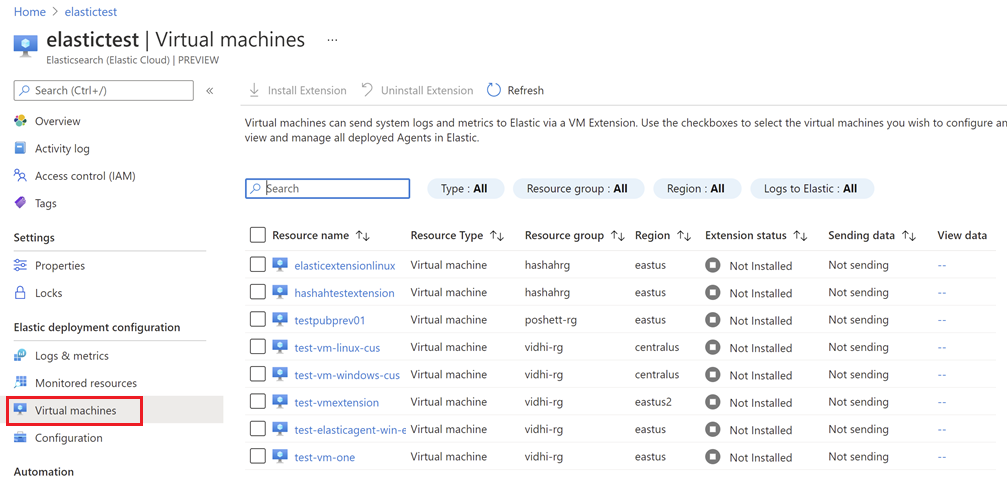 Home > elastictest
elastictest | Virtual machines ...
Elasticsearch (Elastic Cloud) | PREVIEW
Search (Ctrl+/) «
Overview
Activity log
Access control (IAM)
Tags
Settings
Properties
Locks
Elastic deployment configuration
Logs & metrics
Monitored resources
Virtual machines
Configuration
Automation
Install Extension Uninstall Extension Refresh
Virtual machines can send system logs and metrics to Elastic via a VM Extension. Use the checkboxes to select the virtual machines you wish to configure an
view and manage all deployed Agents in Elastic.
Search Type : All Resource group : All Region : All Logs to Elastic : All
Resource name ↑↓ Resource Type ↑↓ Resource group ↑↓ Region ↑↓ Extension status ↑↓ Sending data ↑↓ View data
elasticextensionlinux Virtual machine hashahrg eastus Not Installed Not sending --
hashahtestextension Virtual machine hashahrg eastus Not Installed Not sending --
testpubprev01 Virtual machine poshett-rg eastus Not Installed Not sending --
test-vm-linux-cus Virtual machine vidhi-rg centralus Not Installed Not sending --
test-vm-windows-cus Virtual machine vidhi-rg centralus Not Installed Not sending --
test-vmextension Virtual machine vidhi-rg eastus2 Not Installed Not sending --
test-elasticagent-win-e Virtual machine vidhi-rg eastus Not Installed Not sending --
test-vm-one Virtual machine vidhi-rg eastus Not Installed Not sending --